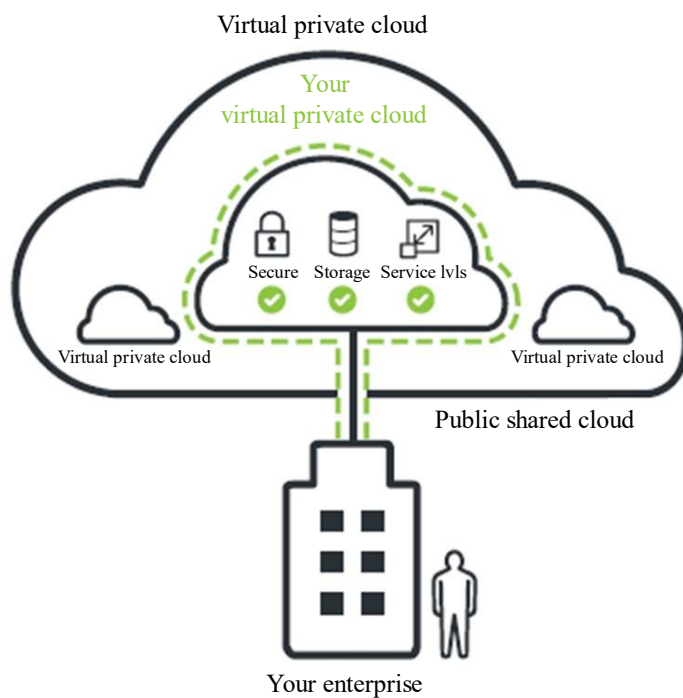 Virtual private cloud
Your
virtual private cloud
Secure
Storage
Service lvls
Virtual private cloud
Virtual private cloud
Public shared cloud
Your enterprise